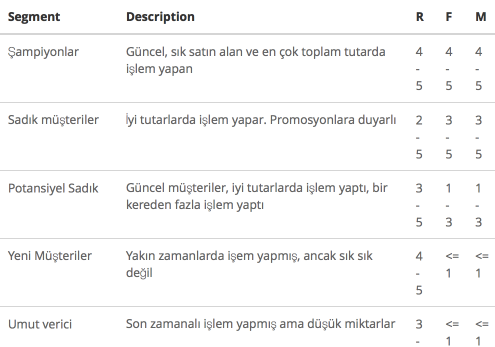 Segment Description R F M
Şampiyonlar Güncel, sık satın alan ve en çok toplam tutarda 4 4 4
işlem yapan - - -
5 5 5
Sadık müşteriler İyi tutarlarda işlem yapar. Promosyonlara duyarlı 2 3 3
- - -
5 5 5
Potansiyel Sadık Güncel müşteriler, iyi tutarlarda işlem yaptı, bir 3 1 1
kereden fazla işlem yaptı - - -
5 3 3
Yeni Müşteriler Yakın zamanlarda işem yapmış, ancak sık sık 4 <= <=
değil - 1 1
5
Umut verici Son zamanalı işlem yapmış ama düşük miktarlar 3 <= <=
- 1 1